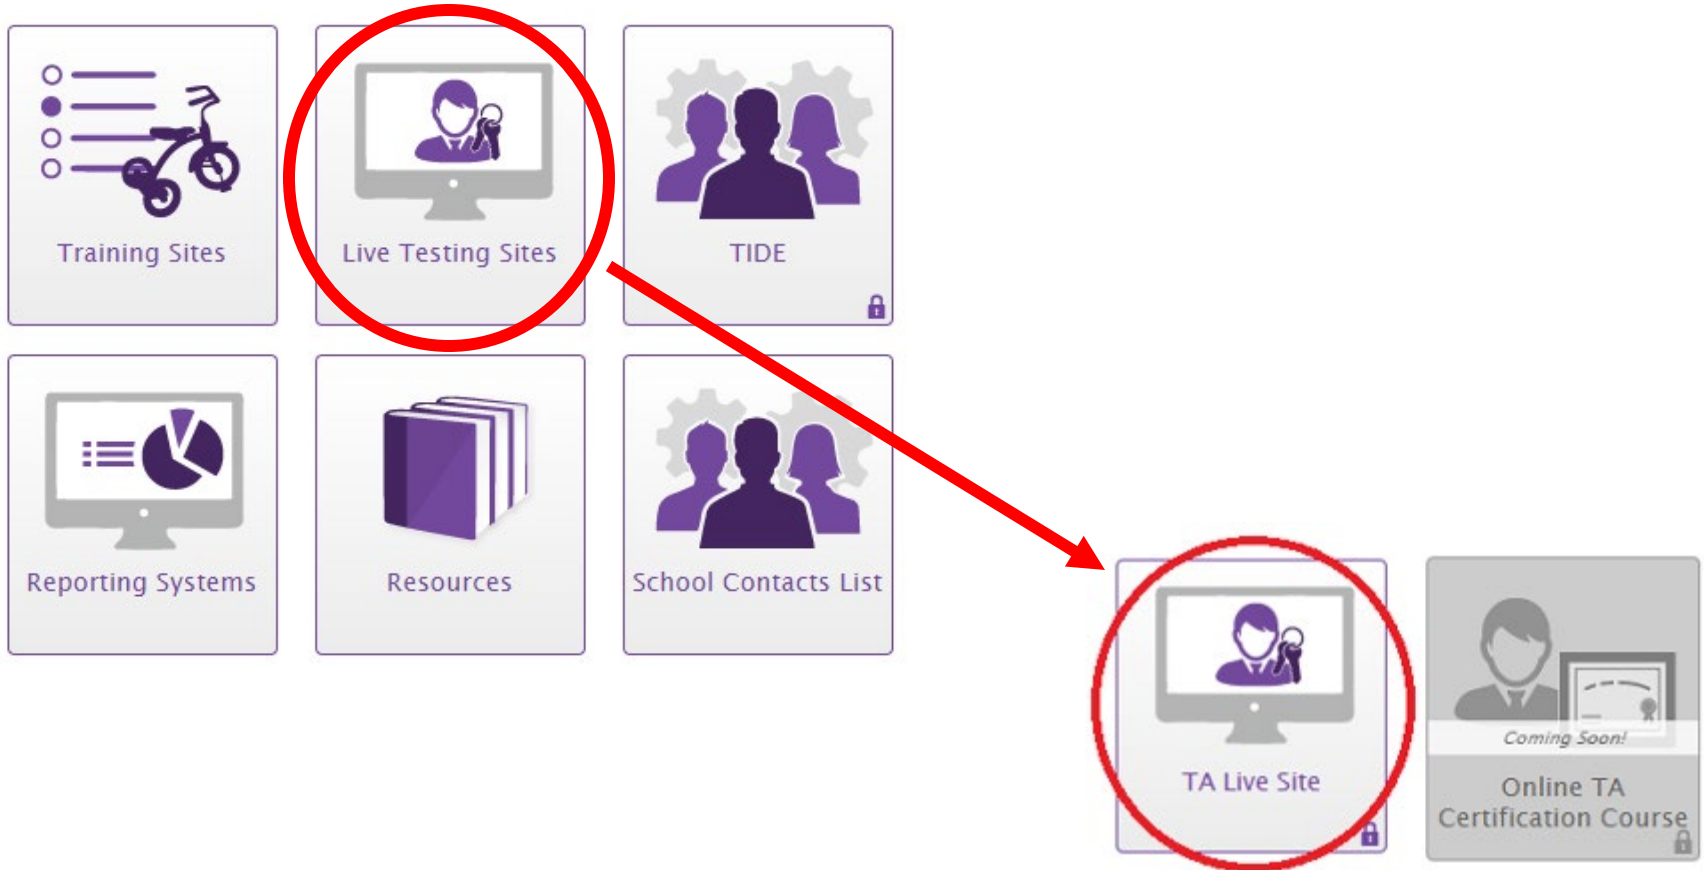 Training Sites
Live Testing Sites
TIDE
Reporting Systems
Resources
School Contacts List
TA Live Site
Coming Soon!
Online TA
Certification Course